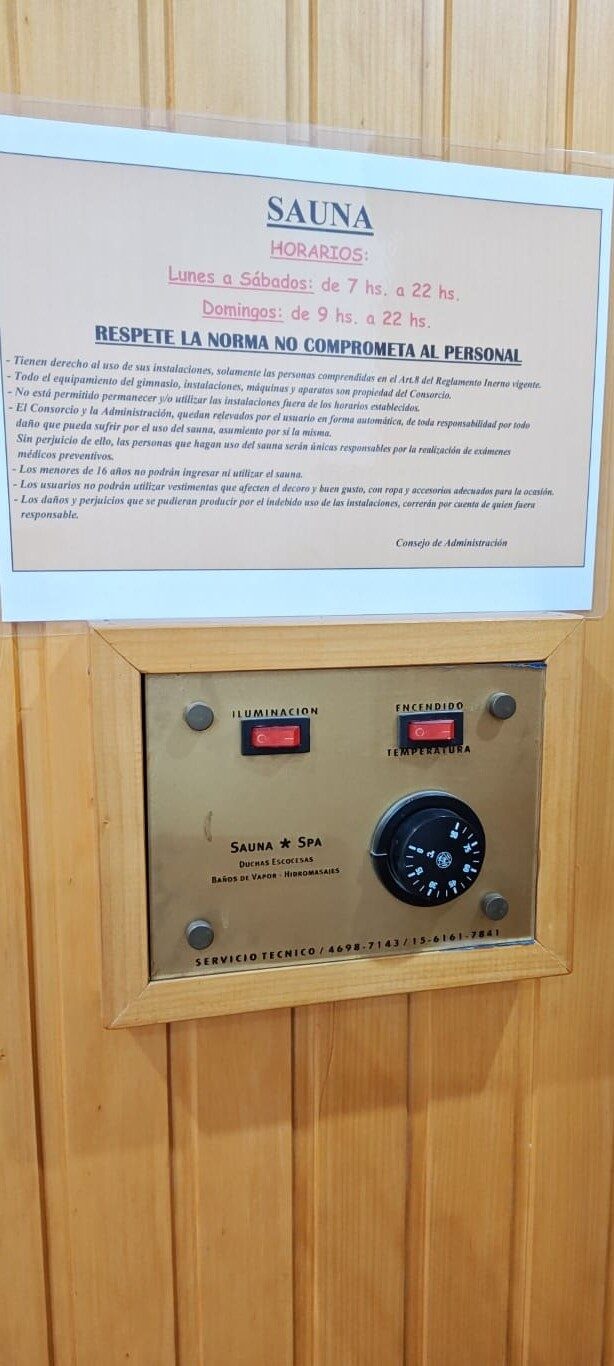 SAUNA
HORARIOS:
Lunes a Sábados: de 7 hs. a 22 hs.
Domingos: de 9 hs. a 22 hs.
RESPETE LA NORMA NO COMPROMETA AL PERSONAL
- Tienen derecho al uso de sus instalaciones, solamente las personas comprendidas en el Art.8 del Reglamento Inerno vigente.
- Todo el equipamiento del gimnasio, instalaciones, máquinas y aparatos son propiedad del Consorcio.
- No está permitido permanecer y/o utilizar las instalaciones fuera de los horarios establecidos.
- El Consorcio y la Administración, quedan relevados por el usuario en forma automática, de toda responsabilidad por todo
daño que pueda sufrir por el uso del sauna, asumiento por sí la misma.
Sin perjuicio de ello, las personas que hagan uso del sauna serán únicas responsables por la realización de exámenes
médicos preventivos.
- Los menores de 16 años no podrán ingresar ni utilizar el sauna.
- Los usuarios no podrán utilizar vestimentas que afecten el decoro y buen gusto, con ropa y accesorios adecuados para la ocasión.
- Los daños y perjuicios que se pudieran producir por el indebido uso de las instalaciones, correrán por cuenta de quien fuera
responsable.
Consejo de Administración
ILUMINACION
ENCENDIDO
TEMPERATURA
SAUNA ★ SPA
DUCHAS ESCOCESAS
BAÑOS DE VAPOR - HIDROMASAJES
SERVICIO TECNICO / 4698-7143 / 15-6161-7841